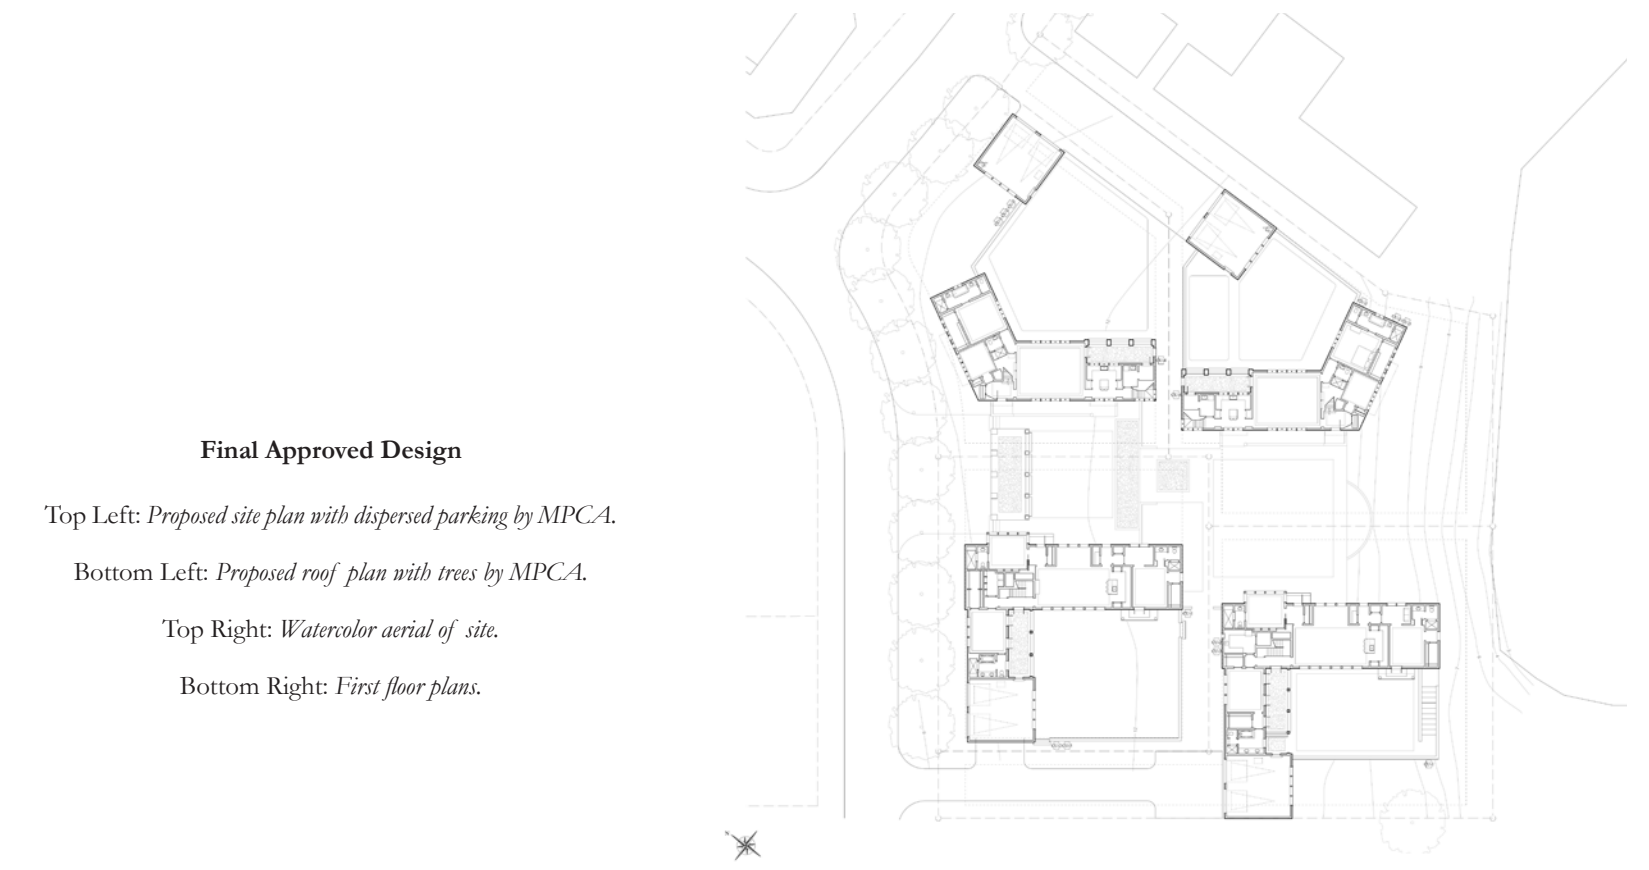 Final Approved Design
Top Left: Proposed site plan with dispersed parking by MPCA.
Bottom Left: Proposed roof plan with trees by MPCA.
Top Right: Watercolor aerial of site.
Bottom Right: First floor plans.